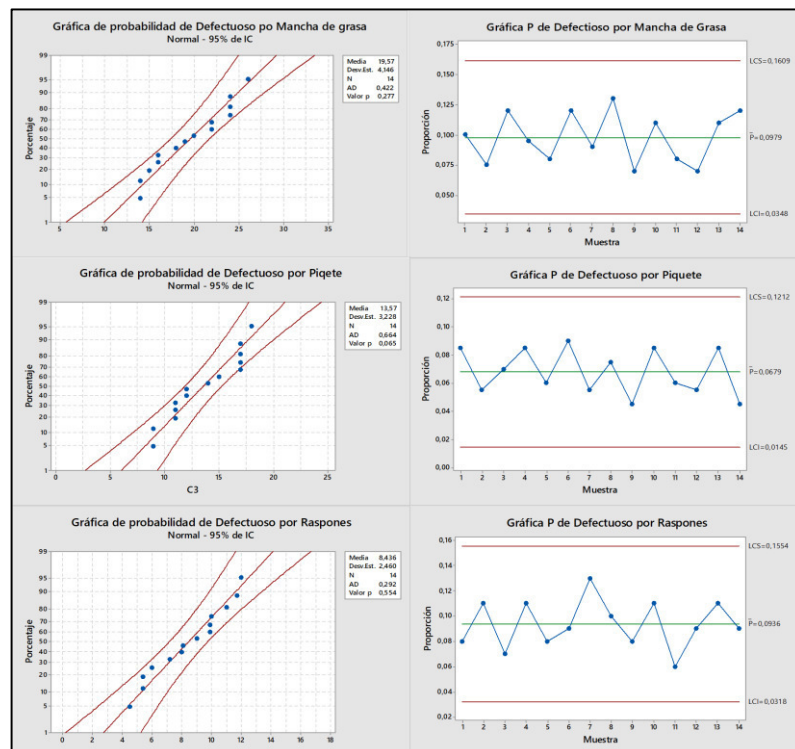 Gráfica de probabilidad de Defectuoso po Mancha de grasa
Normal - 95% de IC
Porcentaje
99
95
90
80
70
60
50
40
30
20
10
5
1
5
10
15
20
25
30
35
Media 19,57
Desv.Est. 4,146
N 14
AD 0,422
Valor p 0,277
Gráfica P de Defectioso por Mancha de Grasa
Proporción
0,175
0,150
0,125
0,100
0,075
0,050
1 2 3 4 5 6 7 8 9 10 11 12 13 14
Muestra
LCS=0,1609
P̄=0,0979
LCI=0,0348
Gráfica de probabilidad de Defectuoso por Piqete
Normal - 95% de IC
Porcentaje
99
95
90
80
70
60
50
40
30
20
10
5
1
0
5
10
15
20
25
C3
Media 13,57
Desv.Est. 3,228
N 14
AD 0,664
Valor p 0,065
Gráfica P de Defectuoso por Piquete
Proporción
0,12
0,10
0,08
0,06
0,04
0,02
0,00
1 2 3 4 5 6 7 8 9 10 11 12 13 14
Muestra
LCS=0,1212
P̄=0,0679
LCI=0,0145
Gráfica de probabilidad de Defectuoso por Raspones
Normal - 95% de IC
Porcentaje
99
95
90
80
70
60
50
40
30
20
10
5
1
0
2
4
6
8
10
12
14
16
18
Media 8,436
Desv.Est. 2,460
N 14
AD 0,292
Valor p 0,554
Gráfica P de Defectuoso por Raspones
Proporción
0,16
0,14
0,12
0,10
0,08
0,06
0,04
0,02
1 2 3 4 5 6 7 8 9 10 11 12 13 14
Muestra
LCS=0,1554
P̄=0,0936
LCI=0,0318